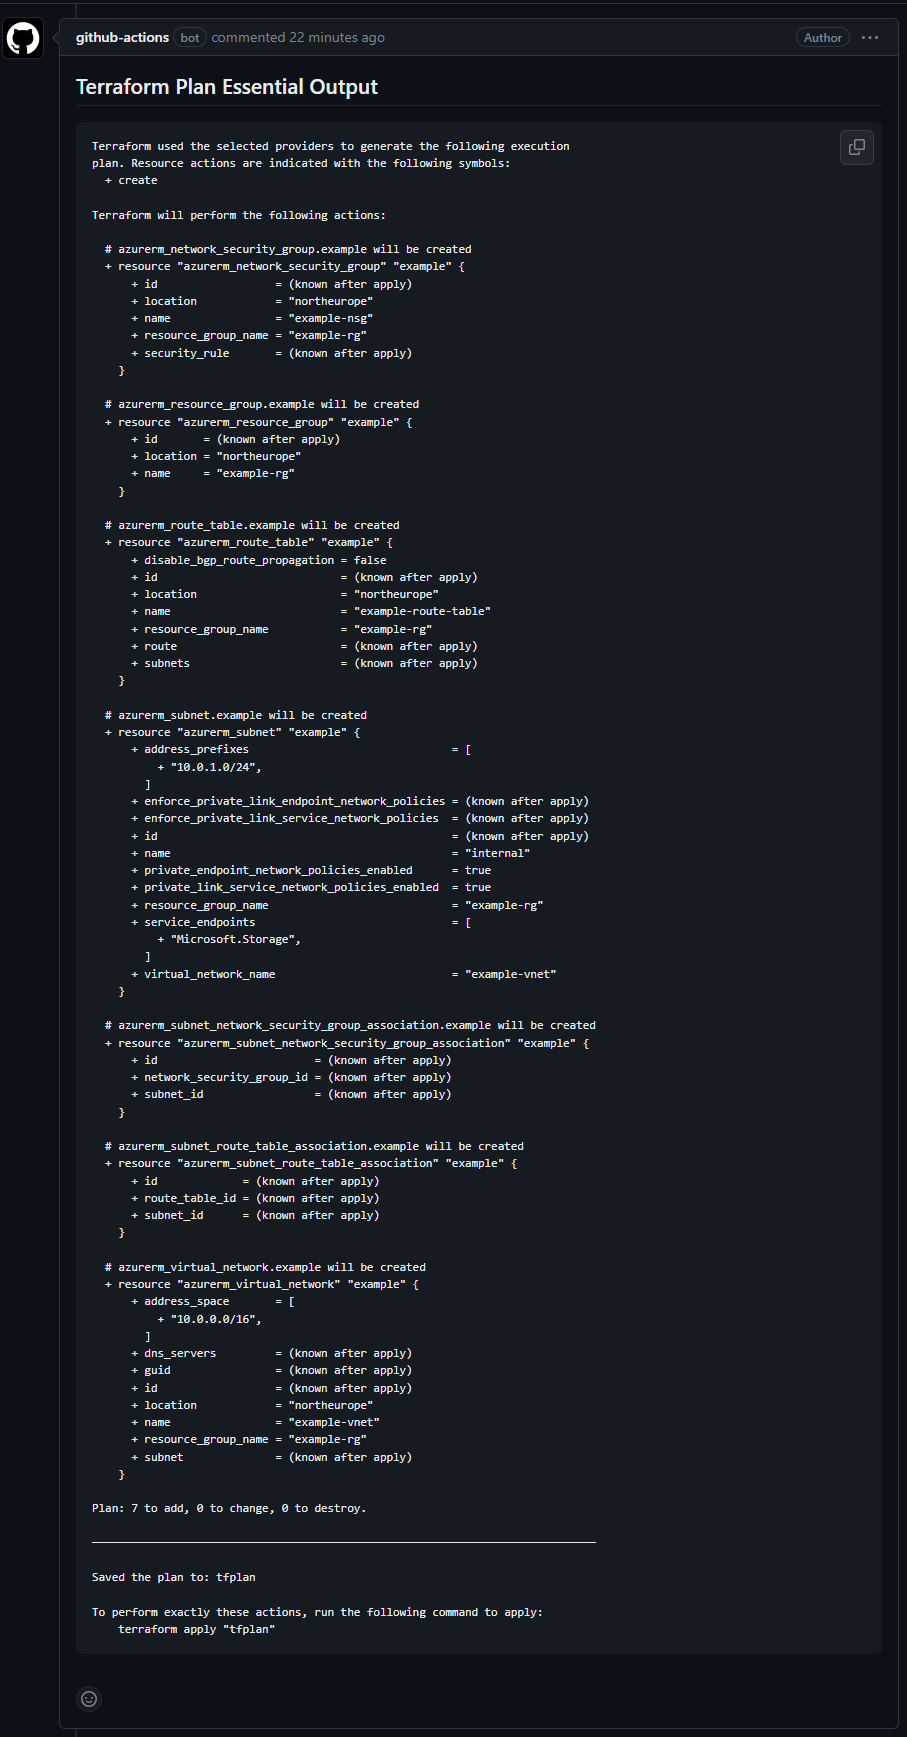 github-actions bot commented 22 minutes ago Author
Terraform Plan Essential Output
Terraform used the selected providers to generate the following execution
plan. Resource actions are indicated with the following symbols:
  + create

Terraform will perform the following actions:

  # azurerm_network_security_group.example will be created
  + resource "azurerm_network_security_group" "example" {
      + id                  = (known after apply)
      + location            = "northeurope"
      + name                = "example-nsg"
      + resource_group_name = "example-rg"
      + security_rule       = (known after apply)
    }

  # azurerm_resource_group.example will be created
  + resource "azurerm_resource_group" "example" {
      + id       = (known after apply)
      + location = "northeurope"
      + name     = "example-rg"
    }

  # azurerm_route_table.example will be created
  + resource "azurerm_route_table" "example" {
      + disable_bgp_route_propagation = false
      + id                            = (known after apply)
      + location                      = "northeurope"
      + name                          = "example-route-table"
      + resource_group_name           = "example-rg"
      + route                         = (known after apply)
      + subnets                       = (known after apply)
    }

  # azurerm_subnet.example will be created
  + resource "azurerm_subnet" "example" {
      + address_prefixes                               = [
          + "10.0.1.0/24",
        ]
      + enforce_private_link_endpoint_network_policies = (known after apply)
      + enforce_private_link_service_network_policies  = (known after apply)
      + id                                             = (known after apply)
      + name                                           = "internal"
      + private_endpoint_network_policies_enabled      = true
      + private_link_service_network_policies_enabled  = true
      + resource_group_name                            = "example-rg"
      + service_endpoints                              = [
          + "Microsoft.Storage",
        ]
      + virtual_network_name                           = "example-vnet"
    }

  # azurerm_subnet_network_security_group_association.example will be created
  + resource "azurerm_subnet_network_security_group_association" "example" {
      + id                        = (known after apply)
      + network_security_group_id = (known after apply)
      + subnet_id                 = (known after apply)
    }

  # azurerm_subnet_route_table_association.example will be created
  + resource "azurerm_subnet_route_table_association" "example" {
      + id             = (known after apply)
      + route_table_id = (known after apply)
      + subnet_id      = (known after apply)
    }

  # azurerm_virtual_network.example will be created
  + resource "azurerm_virtual_network" "example" {
      + address_space       = [
          + "10.0.0.0/16",
        ]
      + dns_servers         = (known after apply)
      + guid                = (known after apply)
      + id                  = (known after apply)
      + location            = "northeurope"
      + name                = "example-vnet"
      + resource_group_name = "example-rg"
      + subnet              = (known after apply)
    }

Plan: 7 to add, 0 to change, 0 to destroy.

Saved the plan to: tfplan

To perform exactly these actions, run the following command to apply:
    terraform apply "tfplan"